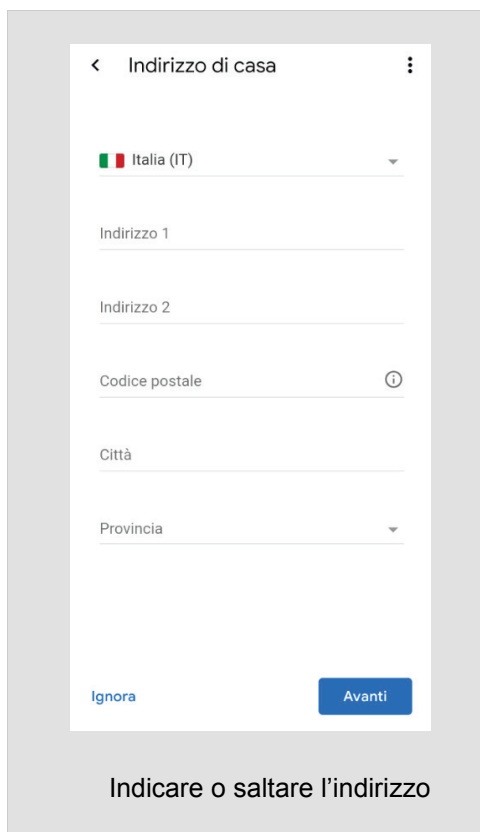 Indirizzo di casa
Italia (IT)
Indirizzo 1
Indirizzo 2
Codice postale
Città
Provincia
Ignora Avanti
Indicare o saltare l’indirizzo